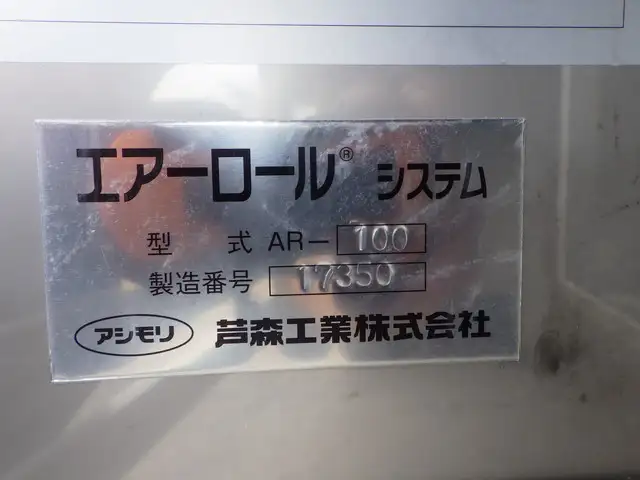 エアーロール® システム
型 式 AR-100
製造番号 17350
アシモリ 芦森工業株式会社